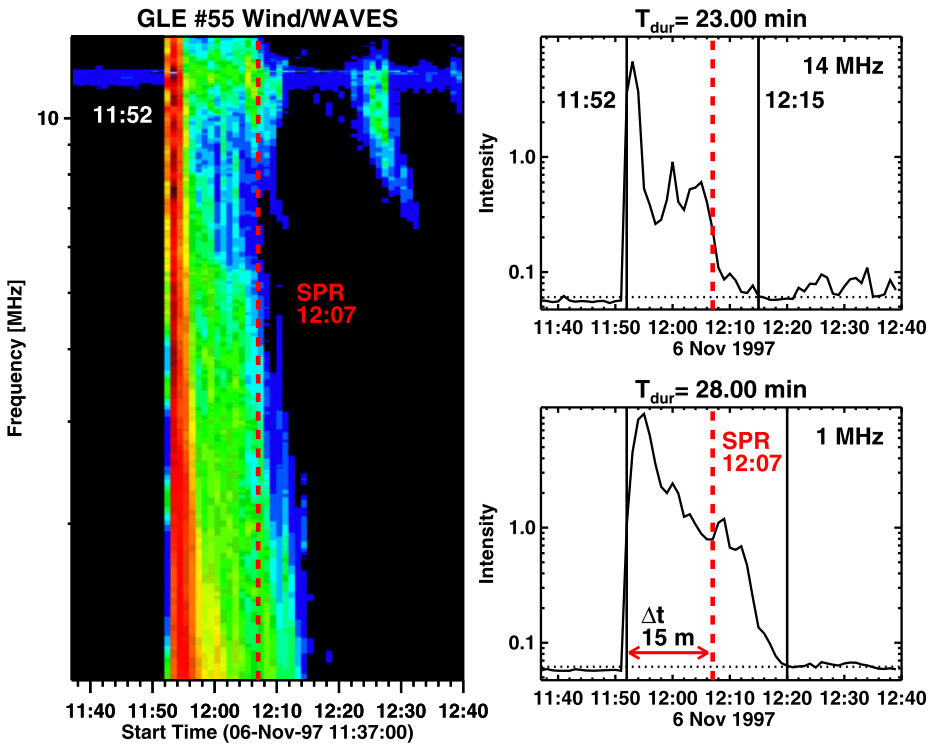 GLE #55 Wind/WAVES
11:52
10
SPR
12:07
Frequency [MHz]
11:40 11:50 12:00 12:10 12:20 12:30 12:40
Start Time (06-Nov-97 11:37:00)
Tdur= 23.00 min
14 MHz
11:52
12:15
1.0
0.1
Intensity
11:40 11:50 12:00 12:10 12:20 12:30 12:40
6 Nov 1997
Tdur= 28.00 min
1 MHz
SPR
12:07
1.0
0.1
Intensity
Δt
15 m
11:40 11:50 12:00 12:10 12:20 12:30 12:40
6 Nov 1997